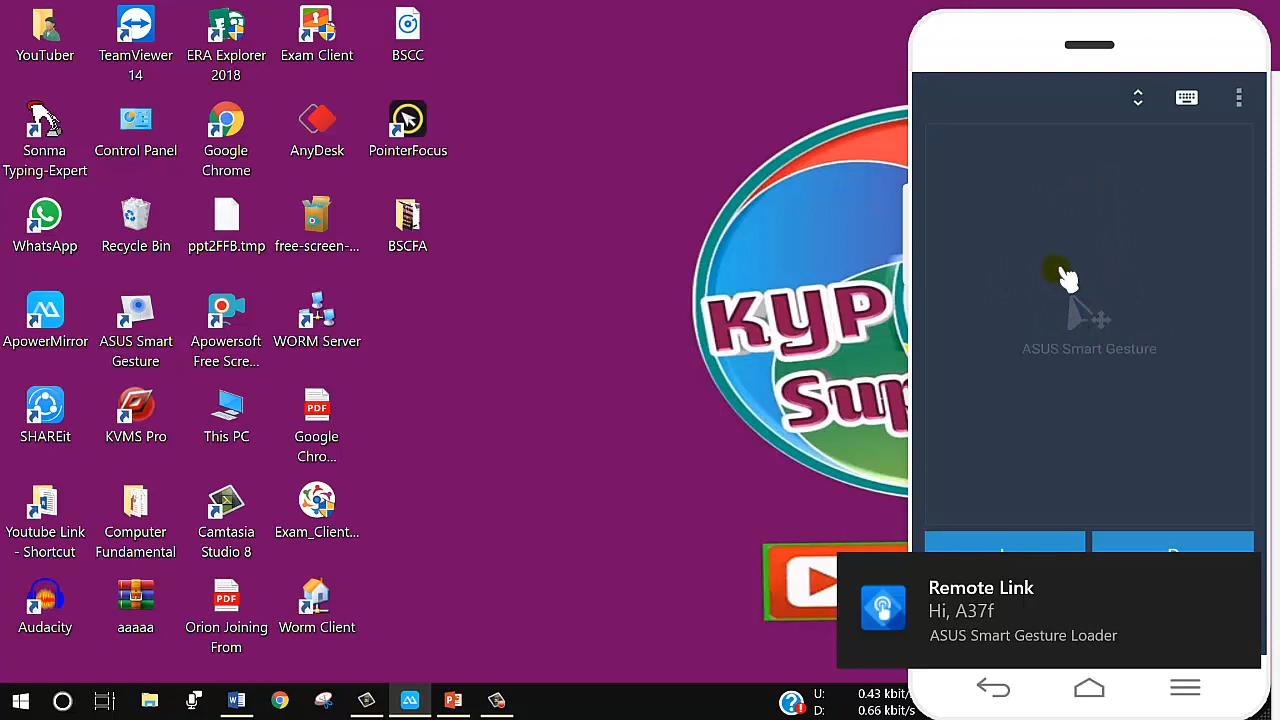 YouTuber
TeamViewer
14
ERA Explorer
2018
Exam Client
BSCC
Sonma
Typing-Expert
Control Panel
Google
Chrome
AnyDesk
PointerFocus
WhatsApp
Recycle Bin
ppt2FFB.tmp
free-screen-...
BSCFA
ApowerMirror
ASUS Smart
Gesture
Apowersoft
Free Scre...
WORM Server
SHAREit
KVMS Pro
This PC
PDF
Google
Chro...
Youtube Link
- Shortcut
Computer
Fundamental
Camtasia
Studio 8
Exam_Client...
Audacity
aaaaa
PDF
Orion Joining
From
Worm Client
KYP
Sup
ASUS Smart Gesture
Remote Link
Hi, A37f
ASUS Smart Gesture Loader
U: 0.43 kbit/s
D: 0.66 kbit/s